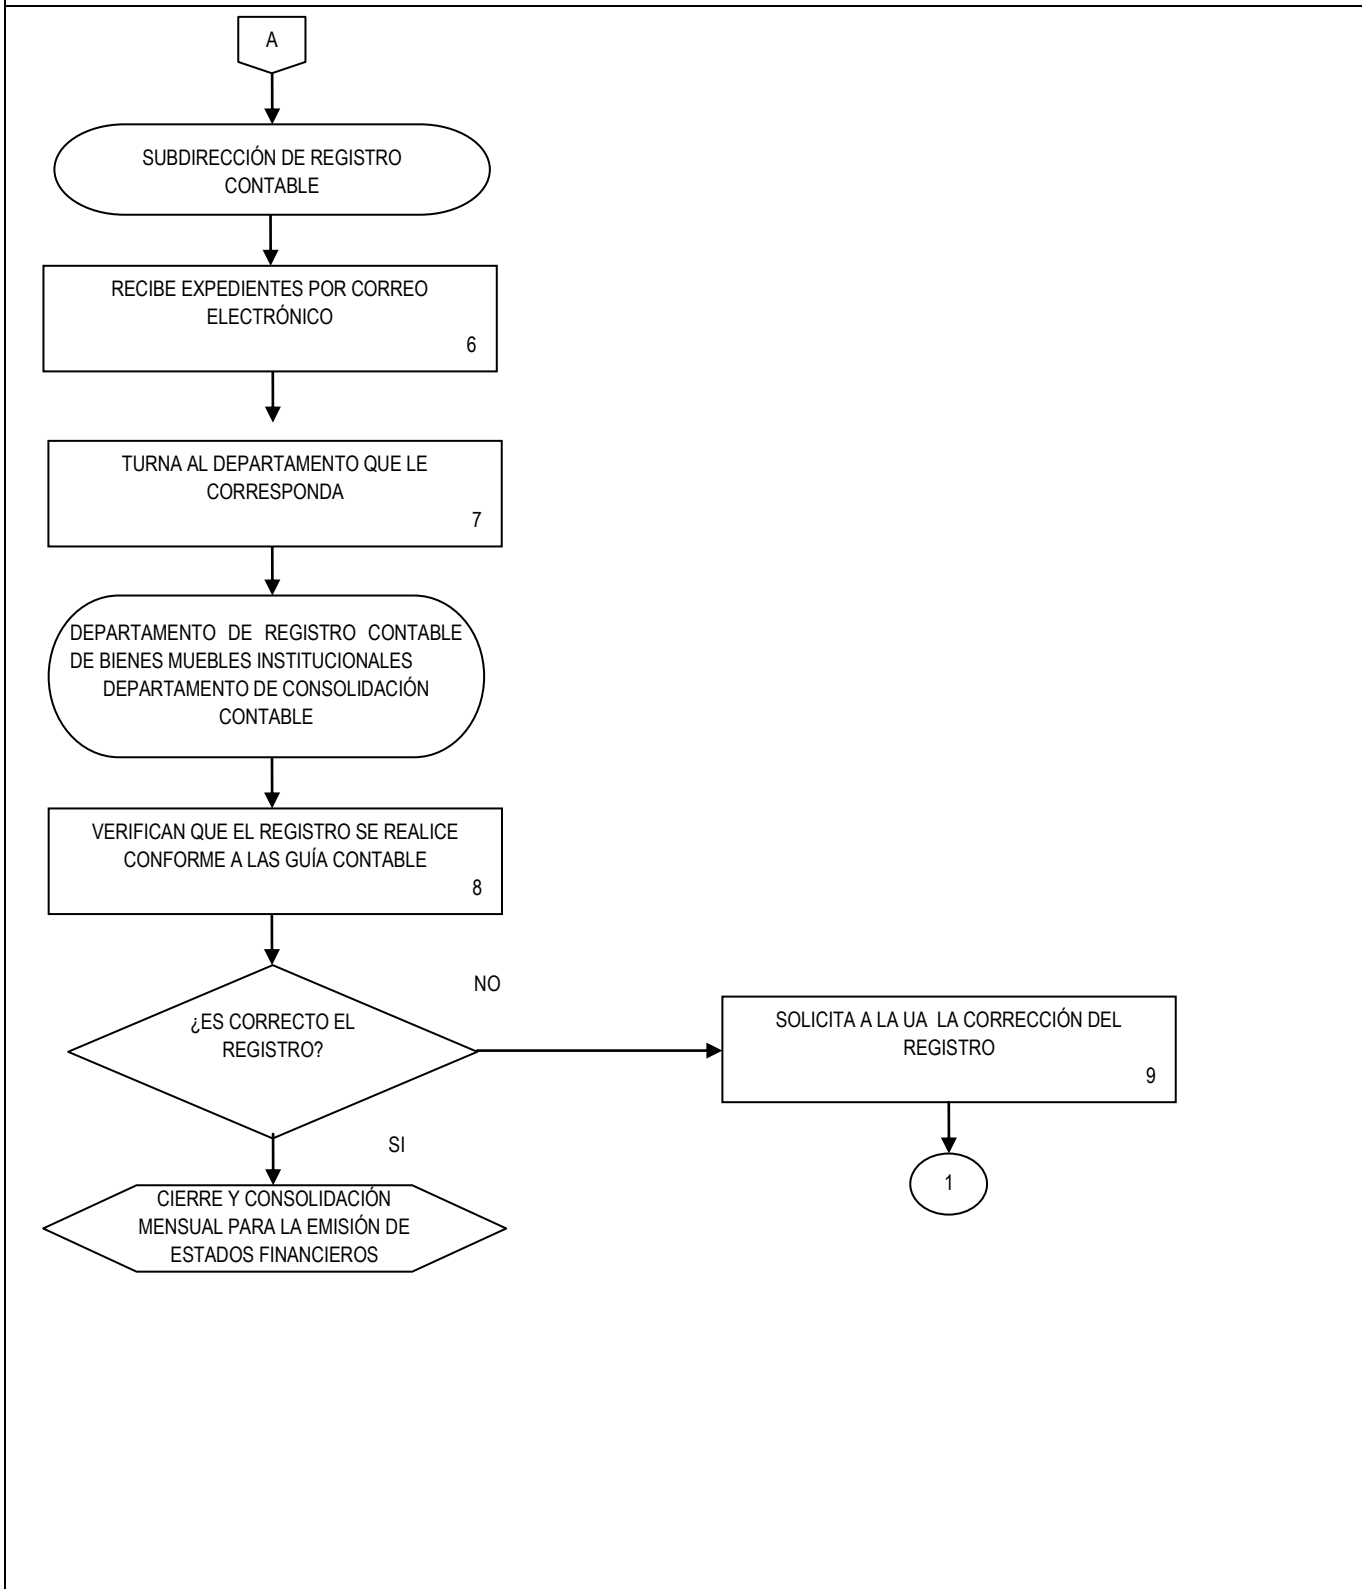 A
SUBDIRECCIÓN DE REGISTRO
CONTABLE
RECIBE EXPEDIENTES POR CORREO
ELECTRÓNICO
6
TURNA AL DEPARTAMENTO QUE LE
CORRESPONDA
7
DEPARTAMENTO DE REGISTRO CONTABLE
DE BIENES MUEBLES INSTITUCIONALES
DEPARTAMENTO DE CONSOLIDACIÓN
CONTABLE
VERIFICAN QUE EL REGISTRO SE REALICE
CONFORME A LAS GUÍA CONTABLE
8
¿ES CORRECTO EL
REGISTRO?
NO
SOLICITA A LA UA LA CORRECCIÓN DEL
REGISTRO
9
1
SI
CIERRE Y CONSOLIDACIÓN
MENSUAL PARA LA EMISIÓN DE
ESTADOS FINANCIEROS